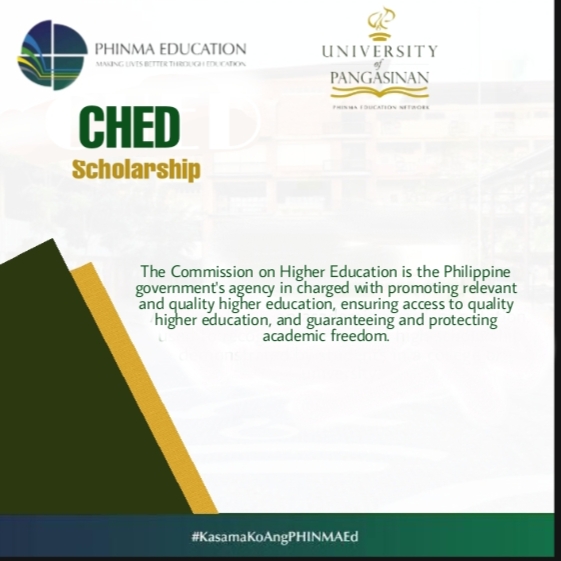 PHINMA EDUCATION
MAKING LIVES BETTER THROUGH EDUCATION
UNIVERSITY
of
PANGASINAN
PHINMA EDUCATION NETWORK
CHED
Scholarship
The Commission on Higher Education is the Philippine
government's agency in charged with promoting relevant
and quality higher education, ensuring access to quality
higher education, and guaranteeing and protecting
academic freedom.
#KasamaKoAngPHINMAEd